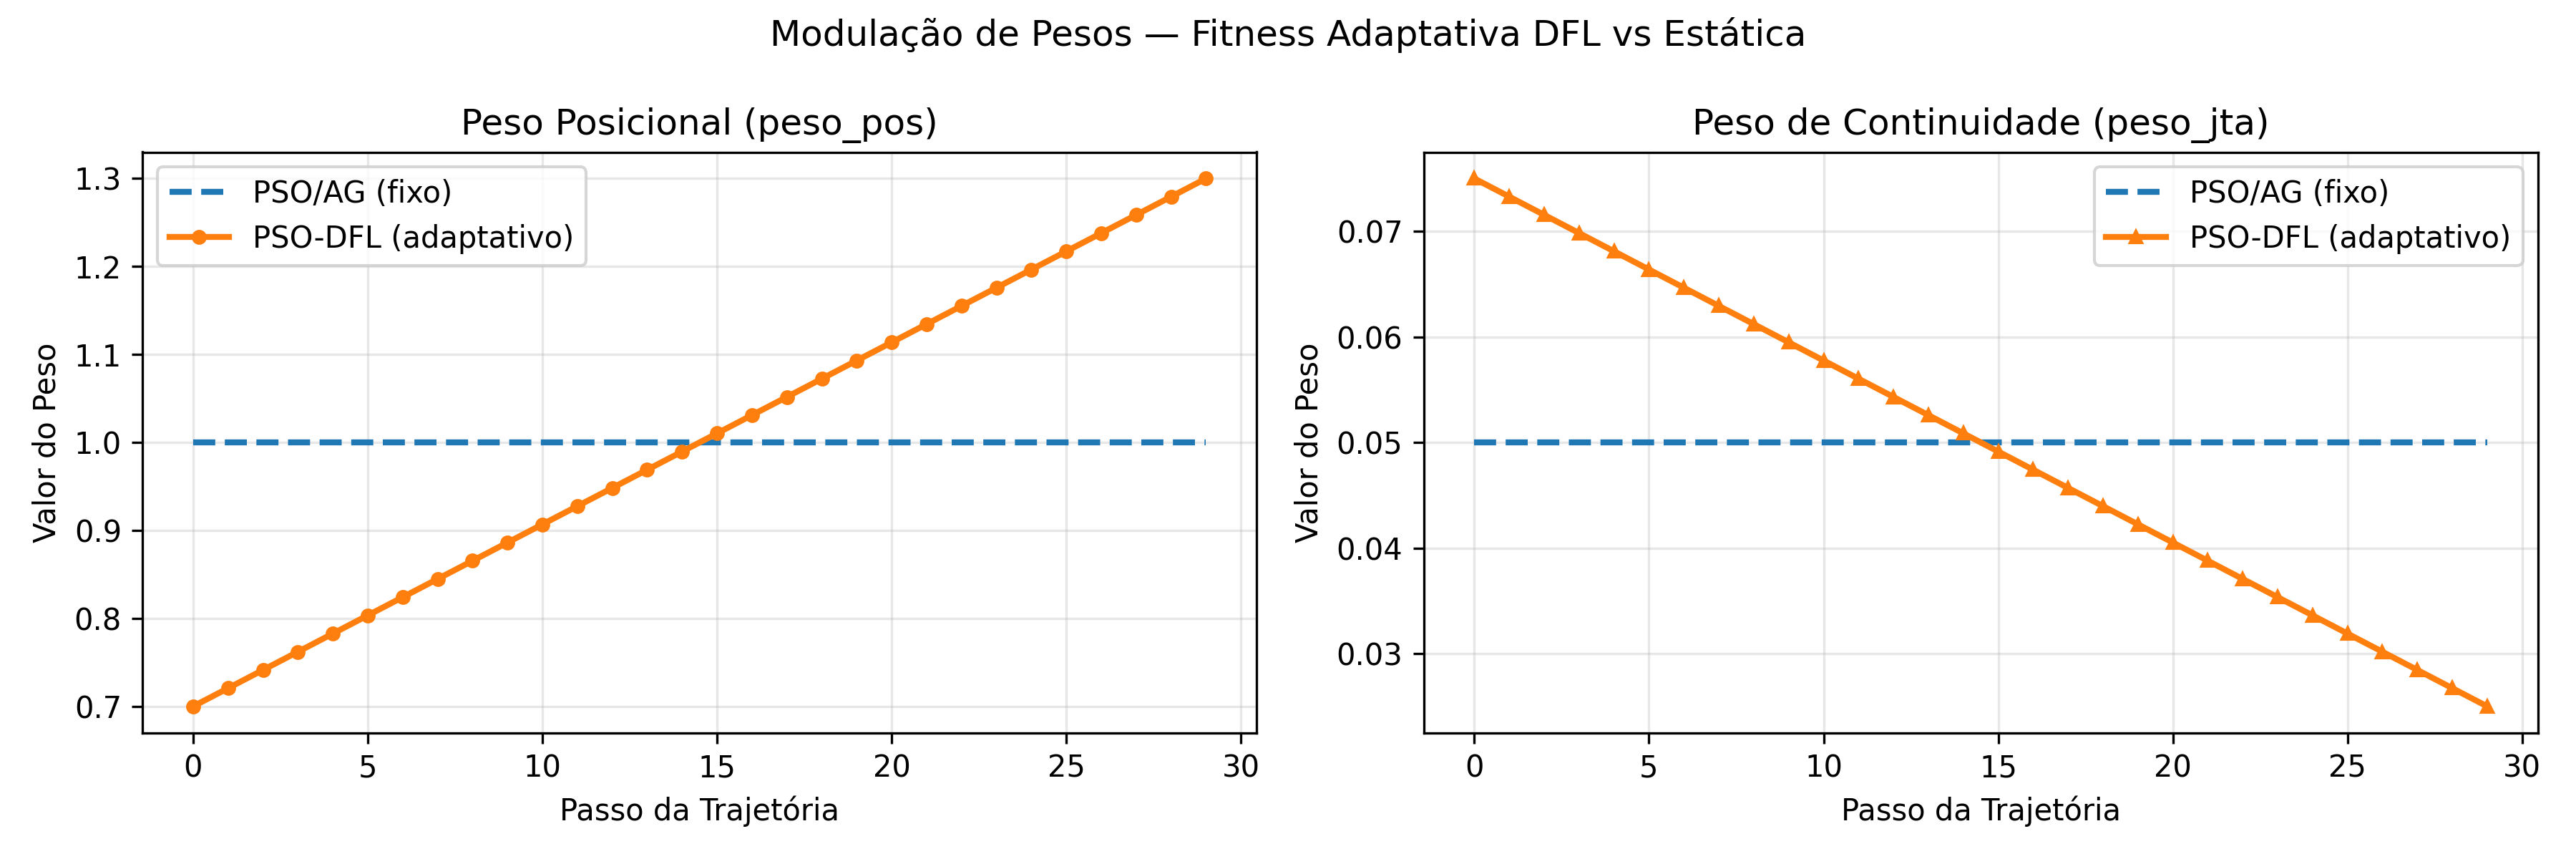 Modulação de Pesos — Fitness Adaptativa DFL vs Estática
Peso Posicional (peso_pos)
PSO/AG (fixo)
PSO-DFL (adaptativo)
Valor do Peso
1.3
1.2
1.1
1.0
0.9
0.8
0.7
0 5 10 15 20 25 30
Passo da Trajetória
Peso de Continuidade (peso_jta)
PSO/AG (fixo)
PSO-DFL (adaptativo)
Valor do Peso
0.07
0.06
0.05
0.04
0.03
0 5 10 15 20 25 30
Passo da Trajetória